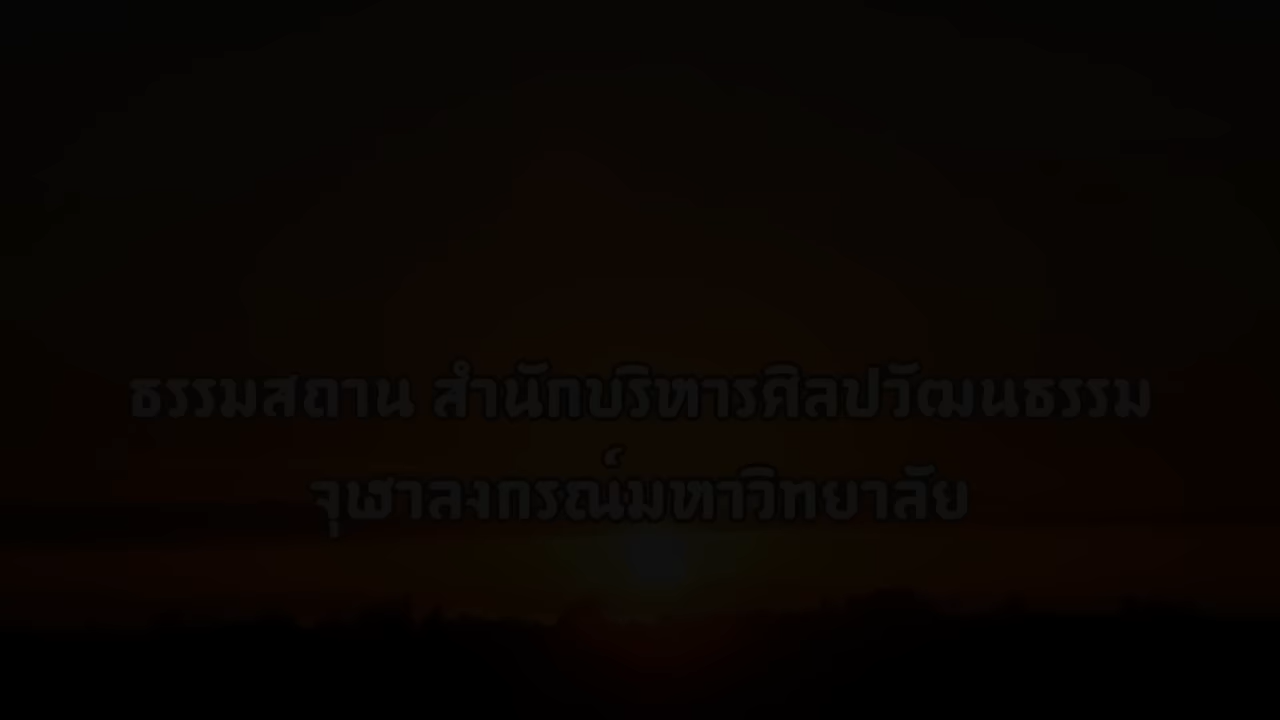 ธรรมสถาน สำนักบริหารศิลปวัฒนธรรม
จุฬาลงกรณ์มหาวิทยาลัย